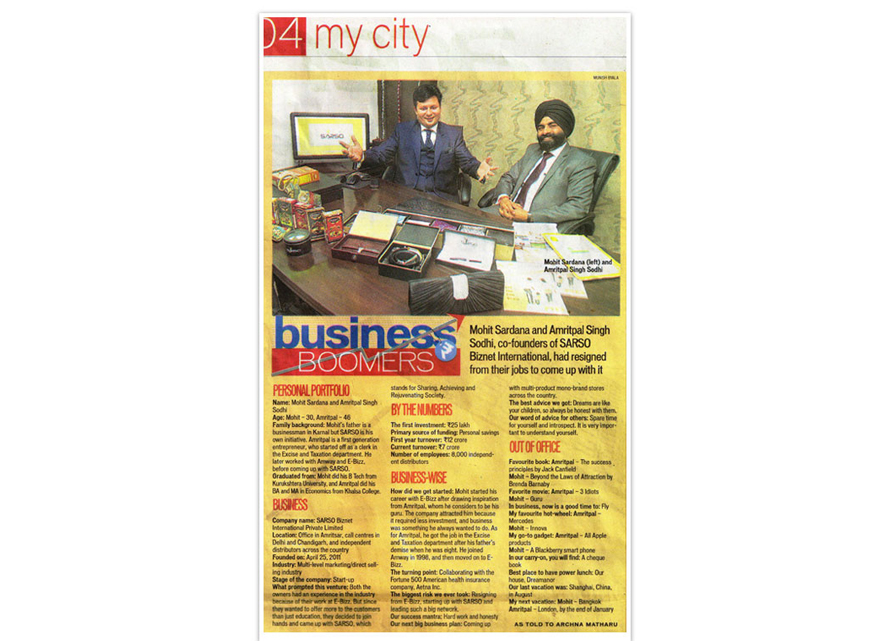 04 my city
MUNISH BYALA
SARSO
Mohit Sardana (left) and
Amritpal Singh Sodhi
business
BOOMERS
Mohit Sardana and Amritpal Singh
Sodhi, co-founders of SARSO
Biznet International, had resigned
from their jobs to come up with it
PERSONAL PORTFOLIO
Name: Mohit Sardana and Amritpal Singh
Sodhi
Age: Mohit – 30, Amritpal – 46
Family background: Mohit's father is a
businessman in Karnal but SARSO is his
own initiative. Amritpal is a first generation
entrepreneur, who started off as a clerk in
the Excise and Taxation department. He
later worked with Amway and E-Bizz,
before coming up with SARSO.
Graduated from: Mohit did his B Tech from
Kurukshtera University, and Amritpal did his
BA and MA in Economics from Khalsa College.
BUSINESS
Company name: SARSO Biznet
International Private Limited
Location: Office in Amritsar, call centres in
Delhi and Chandigarh, and independent
distributors across the country
Founded on: April 25, 2011
Industry: Multi-level marketing/direct sell-
ing industry
Stage of the company: Start-up
What prompted this venture: Both the
owners had an experience in the industry
because of their work at E-Bizz. But since
they wanted to offer more to the customers
than just education, they decided to join
hands and came up with SARSO, which
stands for Sharing, Achieving and
Rejuvenating Society.
BY THE NUMBERS
The first investment: ₹25 lakh
Primary source of funding: Personal savings
First year turnover: ₹12 crore
Current turnover: ₹7 crore
Number of employees: 8,000 independ-
ent distributors
BUSINESS-WISE
How did we get started: Mohit started his
career with E-Bizz after drawing inspiration
from Amritpal, whom he considers to be his
guru. The company attracted him because
it required less investment, and business
was something he always wanted to do. As
for Amritpal, he got the job in the Excise
and Taxation department after his father's
demise when he was eight. He joined
Amway in 1998, and then moved on to E-
Bizz.
The turning point: Collaborating with the
Fortune 500 American health insurance
company, Aetna Inc.
The biggest risk we ever took: Resigning
from E-Bizz, starting up with SARSO and
leading such a big network.
Our success mantra: Hard work and honesty
Our next big business plan: Coming up
with multi-product mono-brand stores
across the country.
The best advice we got: Dreams are like
your children, so always be honest with them.
Our word of advice for others: Spare time
for yourself and introspect. It is very impor-
tant to understand yourself.
OUT OF OFFICE
Favourite book: Amritpal – The success
principles by Jack Canfield
Mohit – Beyond the Laws of Attraction by
Brenda Barnaby
Favorite movie: Amritpal – 3 Idiots
Mohit – Guru
In business, now is a good time to: Fly
My favourite hot-wheel: Amritpal –
Mercedes
Mohit – Innova
My go-to gadget: Amritpal – All Apple
products
Mohit – A Blackberry smart phone
In our carry-on, you will find: A cheque
book
Best place to have power lunch: Our
house, Dreamanor
Our last vacation was: Shanghai, China,
in August
My next vacation: Mohit – Bangkok
Amritpal – London, by the end of January
AS TOLD TO ARCHNA MATHARU